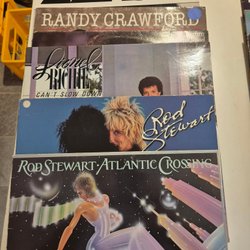 RANDY CRAWFORD
Lionel
RICHIE
CAN'T SLOW DOWN
Rod
Stewart
ROD STEWART·ATLANTIC CROSSING